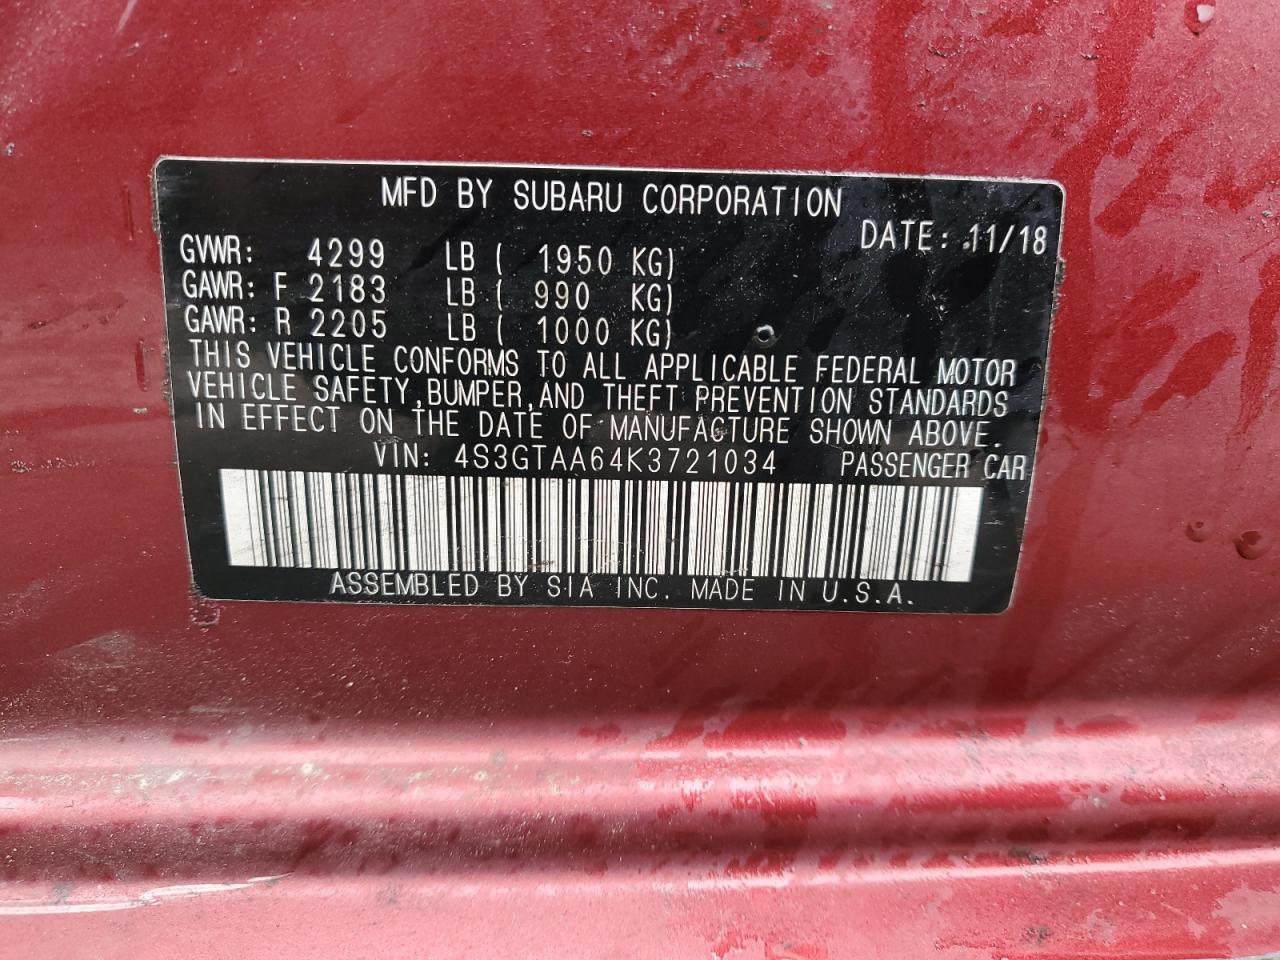 MFD BY SUBARU CORPORATION
DATE: 11/18
GVWR: 4299 LB ( 1950 KG)
GAWR: F 2183 LB ( 990 KG)
GAWR: R 2205 LB ( 1000 KG)
THIS VEHICLE CONFORMS TO ALL APPLICABLE FEDERAL MOTOR
VEHICLE SAFETY,BUMPER,AND THEFT PREVENTION STANDARDS
IN EFFECT ON THE DATE OF MANUFACTURE SHOWN ABOVE.
VIN: 4S3GTAA64K3721034 PASSENGER CAR
ASSEMBLED BY SIA INC. MADE IN U.S.A.